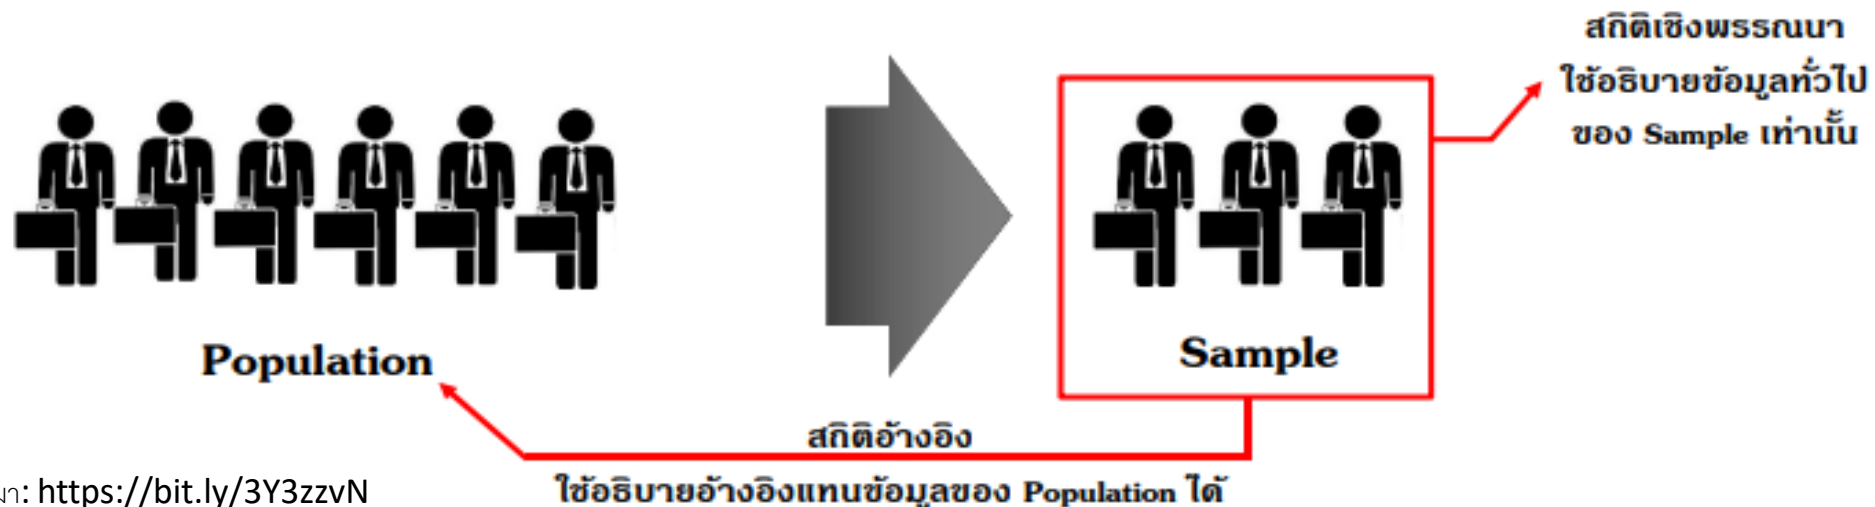 สถิติเชิงพรรณนา
ใช้อธิบายข้อมูลทั่วไป
ของ Sample เท่านั้น
Population
Sample
สถิติอ้างอิง
ใช้อธิบายอ้างอิงแทนข้อมูลของ Population ได้
มา: https://bit.ly/3Y3zzvN